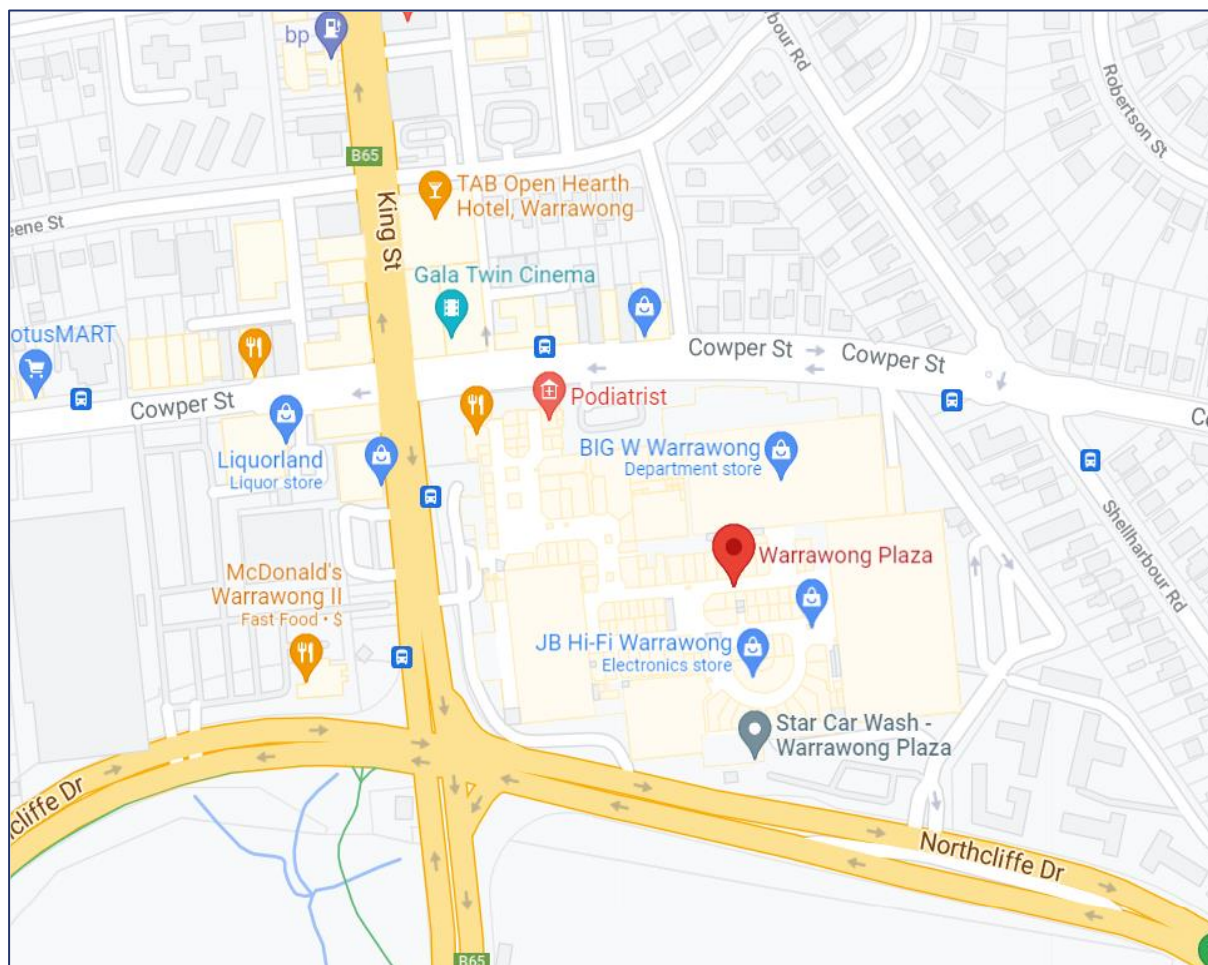 bp
bour Rd
Robertson St
B65
TAB Open Hearth
Hotel, Warrawong
King St
eene St
Gala Twin Cinema
otusMART
Cowper St
Cowper St
Cowper St
Podiatrist
Co
Liquorland
Liquor store
BIG W Warrawong
Department store
Shellharbour Rd
Warrawong Plaza
McDonald's
Warrawong II
Fast Food • $
JB Hi-Fi Warrawong
Electronics store
Star Car Wash -
Warrawong Plaza
cliffe Dr
Northcliffe Dr
B65